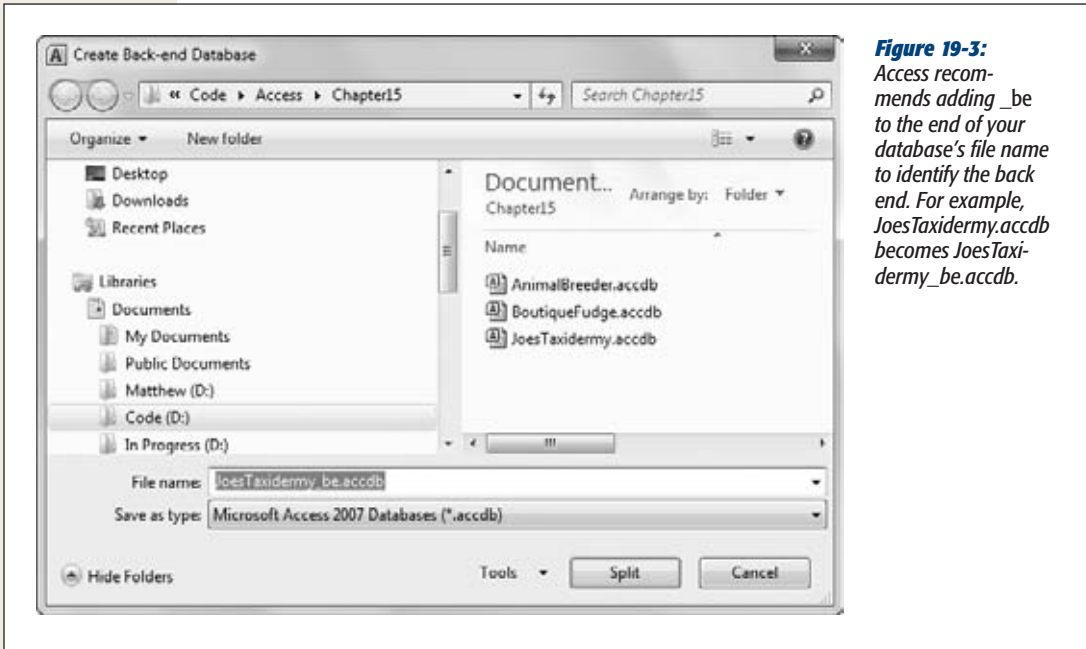 Create Back-end Database
« Code ▸ Access ▸ Chapter15
Search Chapter15
Organize
New folder
Desktop
Downloads
Recent Places
Libraries
Documents
My Documents
Public Documents
Matthew (D:)
Code (D:)
In Progress (D:)
Document...
Chapter15
Arrange by: Folder
Name
AnimalBreeder.accdb
BoutiqueFudge.accdb
JoesTaxidermy.accdb
File name: JoesTaxidermy_be.accdb
Save as type: Microsoft Access 2007 Databases (*.accdb)
Hide Folders
Tools
Split
Cancel
Figure 19-3:
Access recom-
mends adding _be
to the end of your
database's file name
to identify the back
end. For example,
JoesTaxidermy.accdb
becomes JoesTaxi-
dermy_be.accdb.